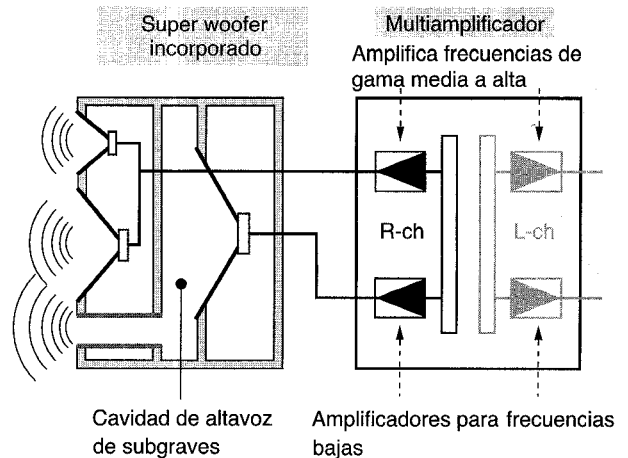 Super woofer
incorporado
Multiamplificador
Amplifica frecuencias de
gama media a alta
R-ch
L-ch
Cavidad de altavoz
de subgraves
Amplificadores para frecuencias
bajas